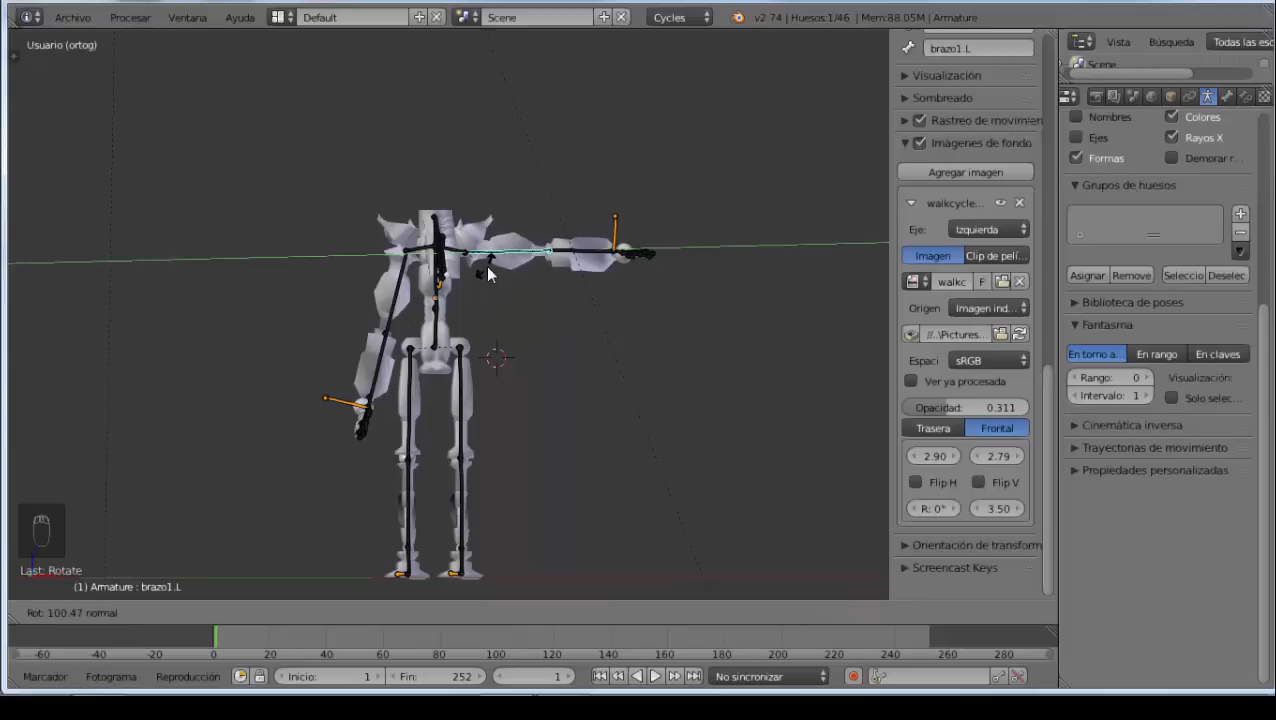 Archivo Procesar Ventana Ayuda Default Scene Cycles v2.74 | Huesos:1/46 | Mem:88.05M | Armature
Usuario (ortog)
brazo1.L
Visualización
Sombreado
Rastreo de movimien
Imágenes de fondo
Agregar imagen
walkcycle...
Eje: Izquierda
Imagen Clip de pelí...
walkc F
Origen Imagen ind...
//..\Pictures...
Espaci sRGB
Ver ya procesada
Opacidad: 0.311
Trasera Frontal
2.90 2.79
Flip H Flip V
R: 0° 3.50
Orientación de transform
Screencast Keys
Vista Búsqueda Todas las esc
Scene
Nombres Colores
Ejes Rayos X
Formas Demorar r...
Grupos de huesos
Asignar Remove Seleccio Deselec
Biblioteca de poses
Fantasma
En torno a... En rango En claves
Rango: 0 Visualización:
Intervalo: 1 Solo selec...
Cinemática inversa
Trayectorias de movimiento
Propiedades personalizadas
Last: Rotate
(1) Armature : brazo1.L
Rot: 100.47 normal
-60 -40 -20 0 20 40 60 80 100 120 140 160 180 200 220 240 260 280
Marcador Fotograma Reproducción Inicio: 1 Fin: 252 1 No sincronizar